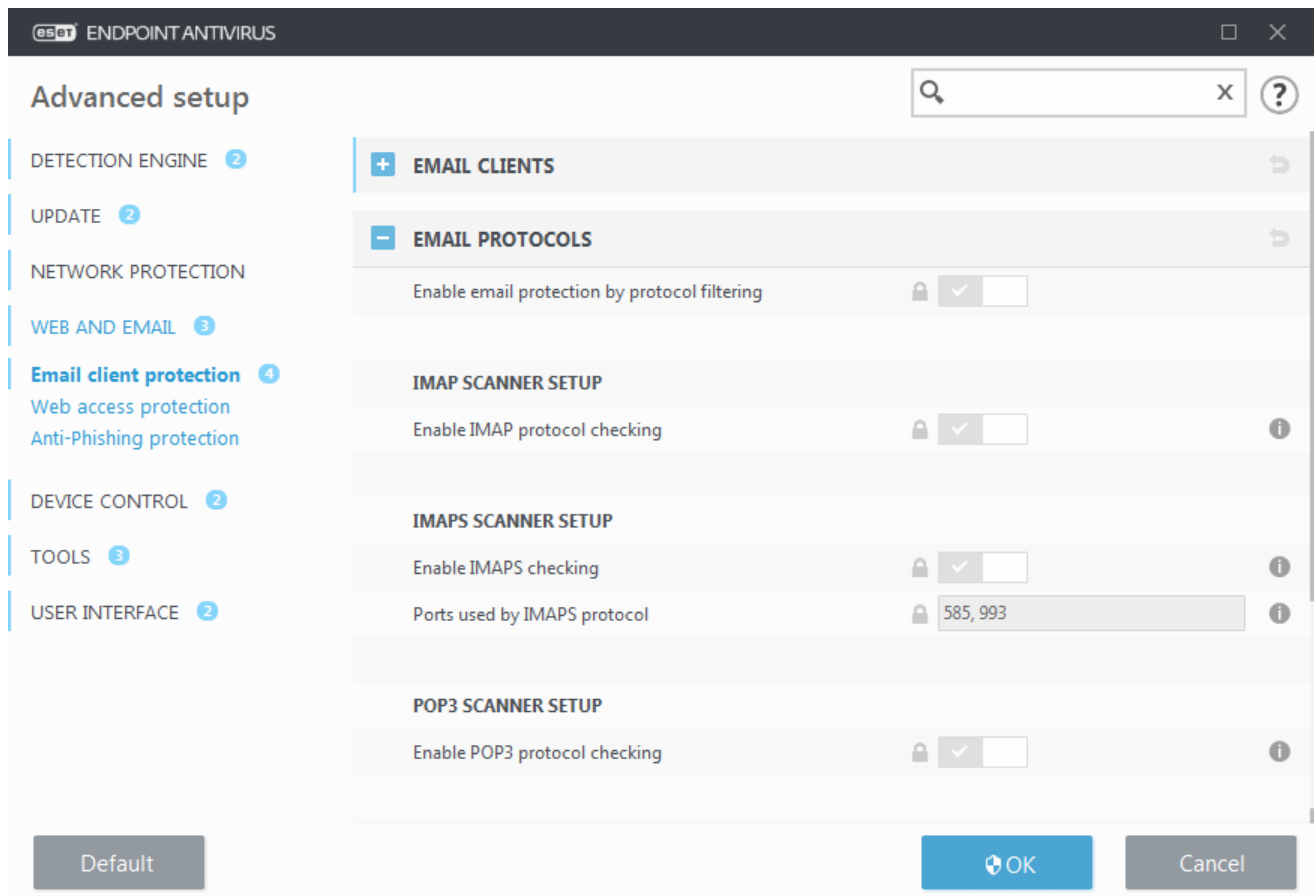 eset ENDPOINT ANTIVIRUS
Advanced setup
x
?
DETECTION ENGINE 2
UPDATE 2
NETWORK PROTECTION
WEB AND EMAIL 3
Email client protection 4
Web access protection
Anti-Phishing protection
DEVICE CONTROL 2
TOOLS 3
USER INTERFACE 2
EMAIL CLIENTS
EMAIL PROTOCOLS
Enable email protection by protocol filtering
IMAP SCANNER SETUP
Enable IMAP protocol checking
IMAPS SCANNER SETUP
Enable IMAPS checking
Ports used by IMAPS protocol 585, 993
POP3 SCANNER SETUP
Enable POP3 protocol checking
Default
OK
Cancel